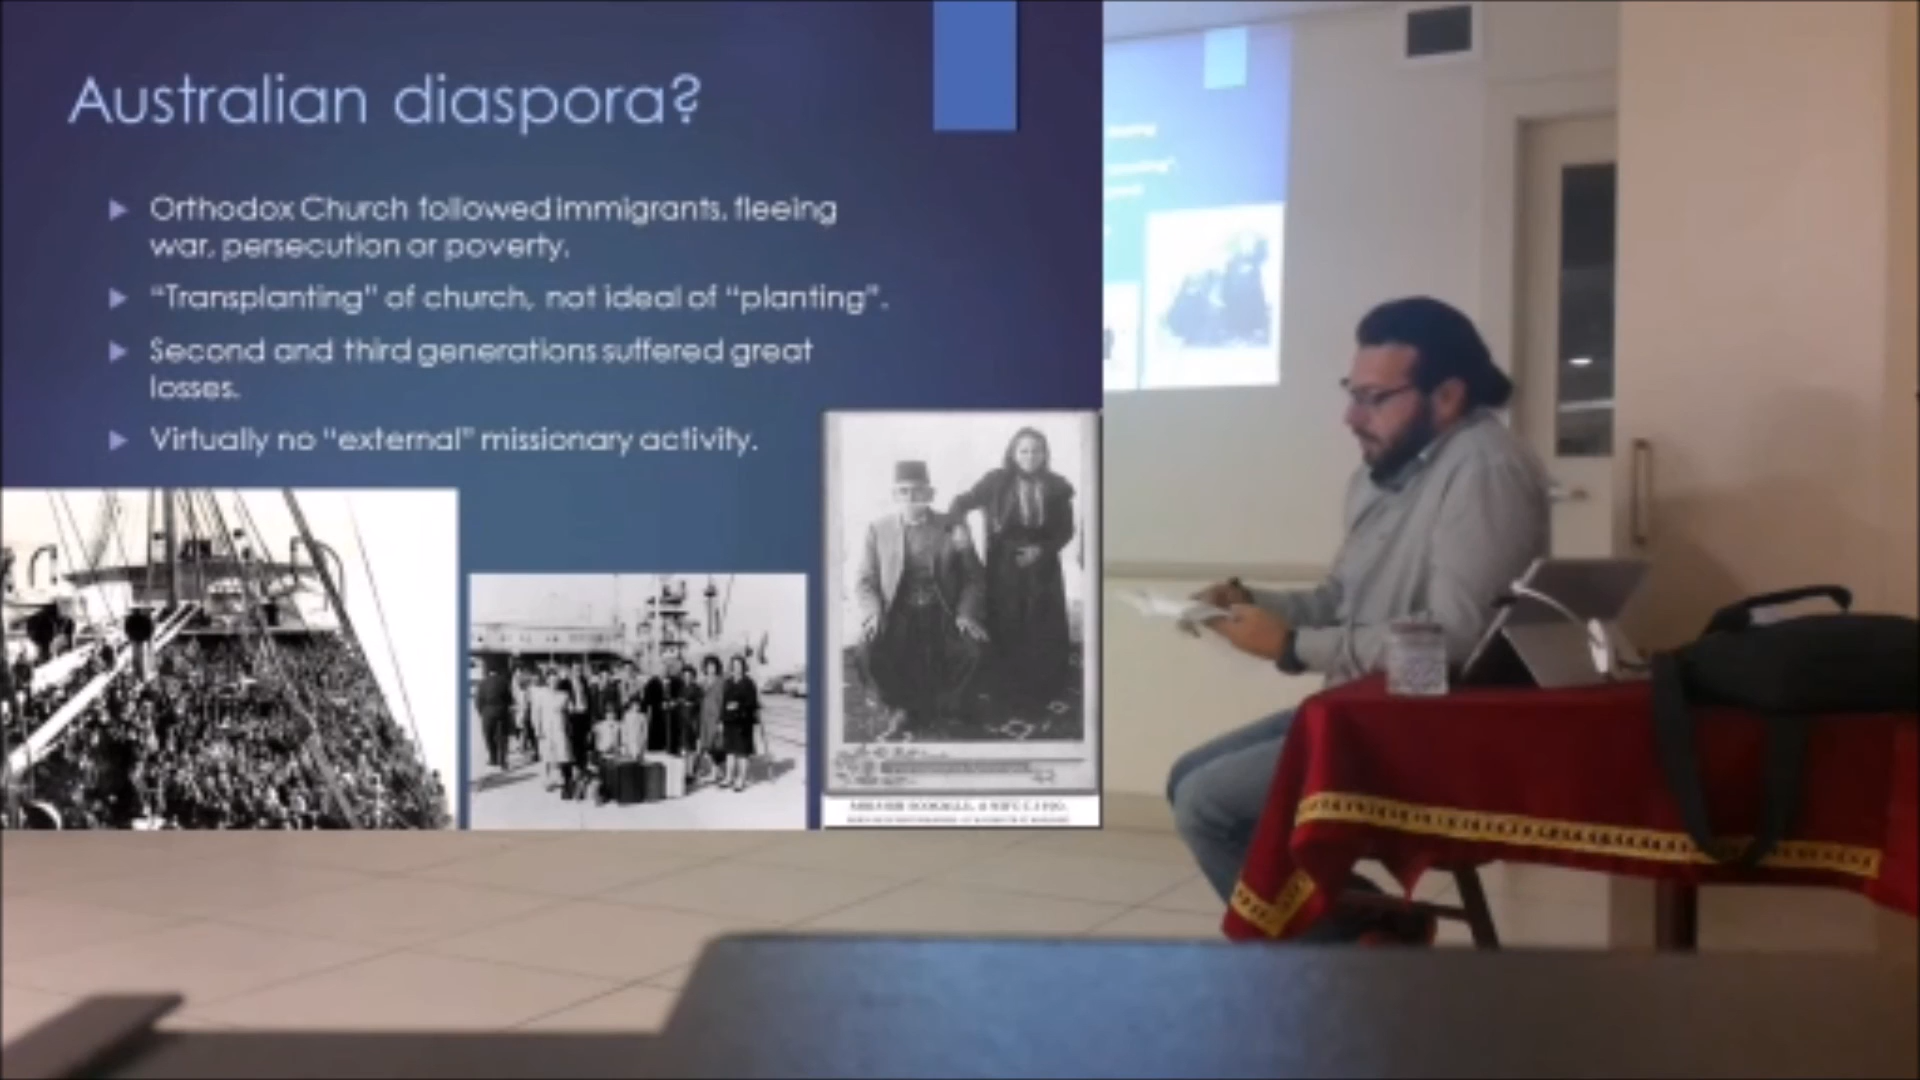 Australian diaspora?
Orthodox Church followed immigrants. fleeing
war, persecution or poverty.
“Transplanting” of church, not ideal of “planting”.
Second and third generations suffered great
losses.
Virtually no “external” missionary activity.